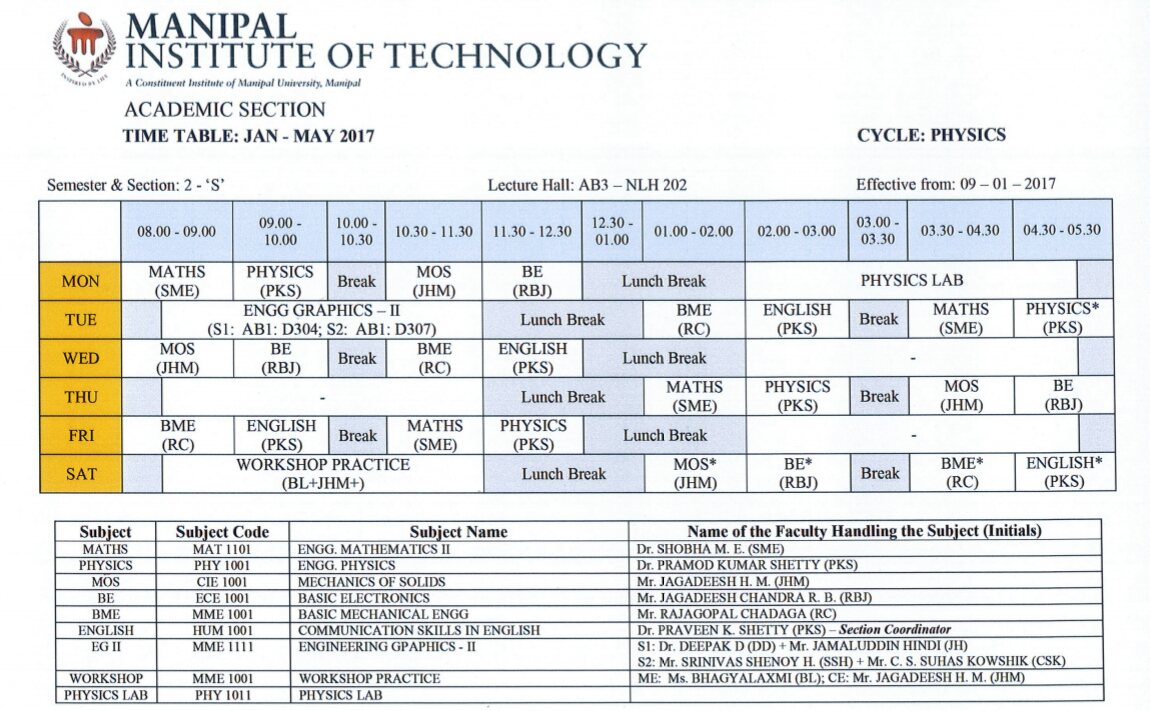 MANIPAL
INSTITUTE OF TECHNOLOGY
INSPIRED BY LIFE
A Constituent Institute of Manipal University, Manipal
ACADEMIC SECTION
TIME TABLE: JAN - MAY 2017
CYCLE: PHYSICS
Semester & Section: 2 - ‘S’
Lecture Hall: AB3 – NLH 202
Effective from: 09 – 01 – 2017
08.00 - 09.00 09.00 - 10.00 10.00 - 10.30 10.30 - 11.30 11.30 - 12.30 12.30 - 01.00 01.00 - 02.00 02.00 - 03.00 03.00 - 03.30 03.30 - 04.30 04.30 - 05.30
MON MATHS (SME) PHYSICS (PKS) Break MOS (JHM) BE (RBJ) Lunch Break PHYSICS LAB
TUE ENGG GRAPHICS – II (S1: AB1: D304; S2: AB1: D307) Lunch Break BME (RC) ENGLISH (PKS) Break MATHS (SME) PHYSICS* (PKS)
WED MOS (JHM) BE (RBJ) Break BME (RC) ENGLISH (PKS) Lunch Break -
THU - Lunch Break MATHS (SME) PHYSICS (PKS) Break MOS (JHM) BE (RBJ)
FRI BME (RC) ENGLISH (PKS) Break MATHS (SME) PHYSICS (PKS) Lunch Break -
SAT WORKSHOP PRACTICE (BL+JHM+) Lunch Break MOS* (JHM) BE* (RBJ) Break BME* (RC) ENGLISH* (PKS)
Subject Subject Code Subject Name Name of the Faculty Handling the Subject (Initials)
MATHS MAT 1101 ENGG. MATHEMATICS II Dr. SHOBHA M. E. (SME)
PHYSICS PHY 1001 ENGG. PHYSICS Dr. PRAMOD KUMAR SHETTY (PKS)
MOS CIE 1001 MECHANICS OF SOLIDS Mr. JAGADEESH H. M. (JHM)
BE ECE 1001 BASIC ELECTRONICS Mr. JAGADEESH CHANDRA R. B. (RBJ)
BME MME 1001 BASIC MECHANICAL ENGG Mr. RAJAGOPAL CHADAGA (RC)
ENGLISH HUM 1001 COMMUNICATION SKILLS IN ENGLISH Dr. PRAVEEN K. SHETTY (PKS) – Section Coordinator
EG II MME 1111 ENGINEERING GPAPHICS - II S1: Dr. DEEPAK D (DD) + Mr. JAMALUDDIN HINDI (JH)
S2: Mr. SRINIVAS SHENOY H. (SSH) + Mr. C. S. SUHAS KOWSHIK (CSK)
WORKSHOP MME 1001 WORKSHOP PRACTICE ME: Ms. BHAGYALAXMI (BL); CE: Mr. JAGADEESH H. M. (JHM)
PHYSICS LAB PHY 1011 PHYSICS LAB